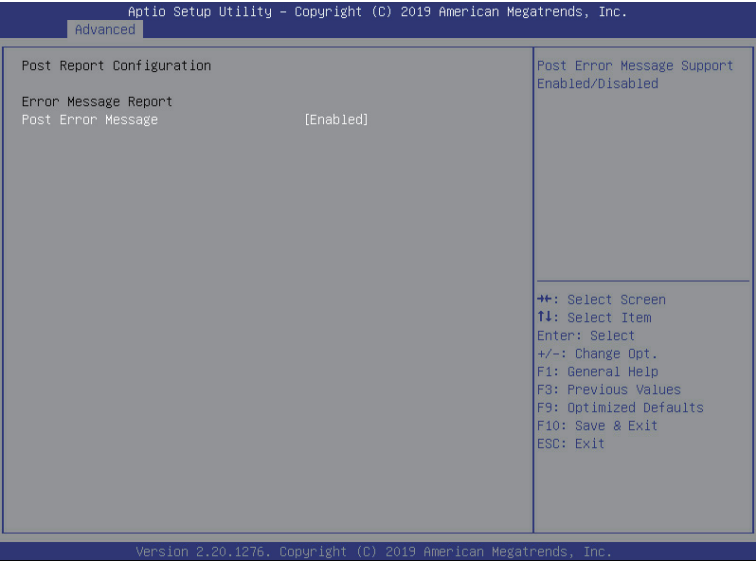 Aptio Setup Utility – Copyright (C) 2019 American Megatrends, Inc.
Advanced
Post Report Configuration
Error Message Report
Post Error Message [Enabled]
Post Error Message Support
Enabled/Disabled
→←: Select Screen
↑↓: Select Item
Enter: Select
+/-: Change Opt.
F1: General Help
F3: Previous Values
F9: Optimized Defaults
F10: Save & Exit
ESC: Exit
Version 2.20.1276. Copyright (C) 2019 American Megatrends, Inc.